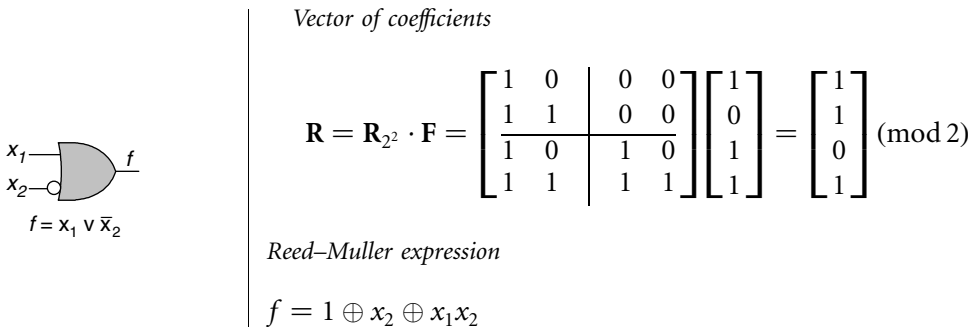 x₁
x₂
f
f = x₁ v x̅₂
Vector of coefficients
R = R₂² · F = [1 0 | 0 0; 1 1 | 0 0; 1 0 | 1 0; 1 1 | 1 1] [1; 0; 1; 1] = [1; 1; 0; 1] (mod 2)
Reed–Muller expression
f = 1 ⊕ x₂ ⊕ x₁x₂